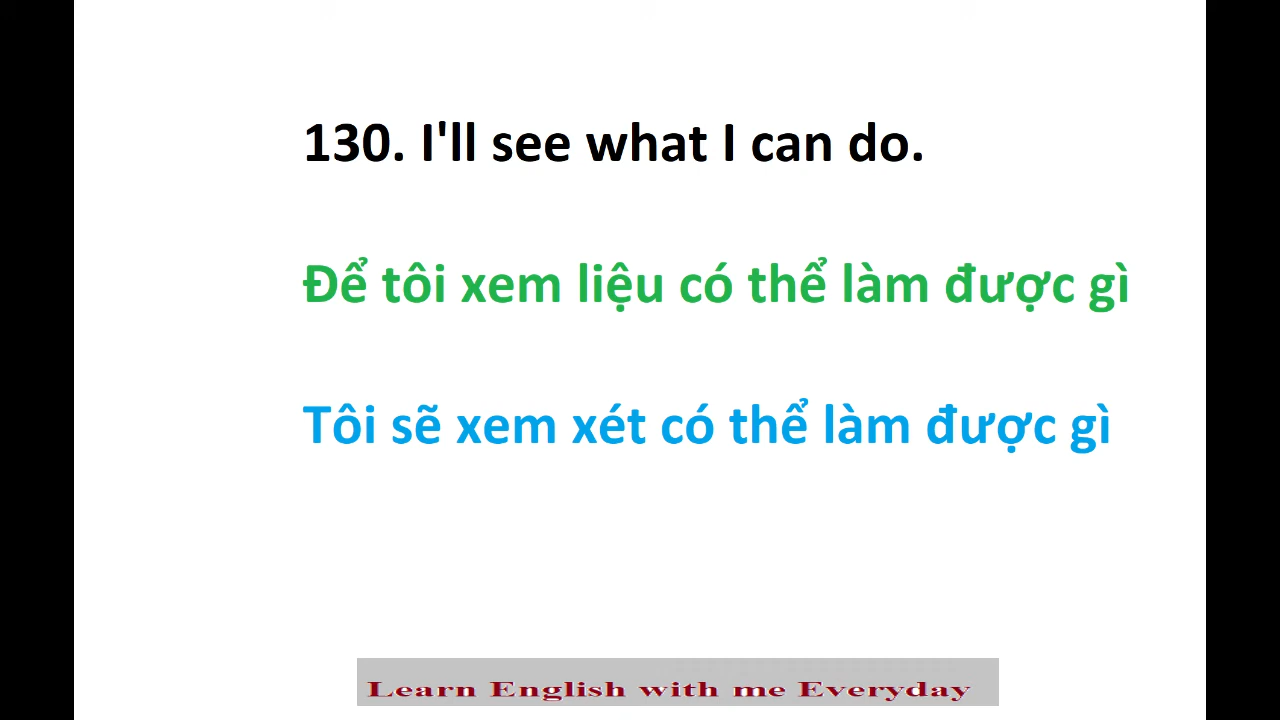 130. I'll see what I can do.
Để tôi xem liệu có thể làm được gì
Tôi sẽ xem xét có thể làm được gì
Learn English with me Everyday